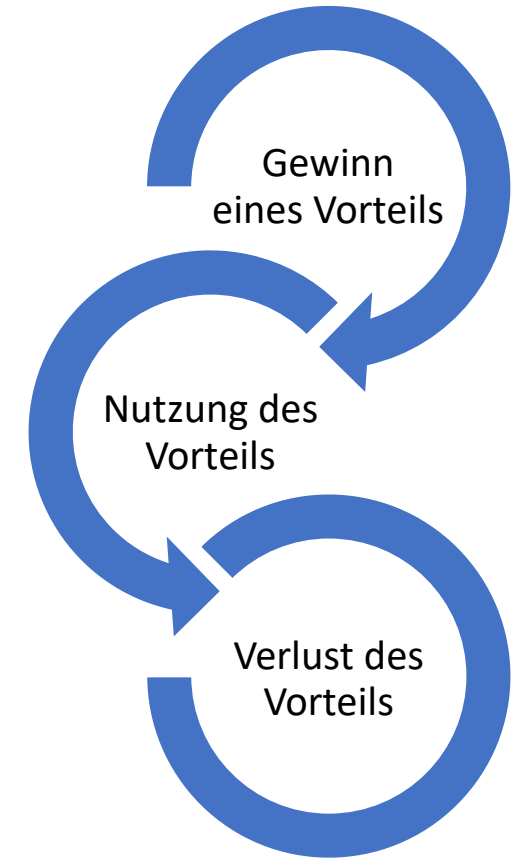 Gewinn
eines Vorteils
Nutzung des
Vorteils
Verlust des
Vorteils